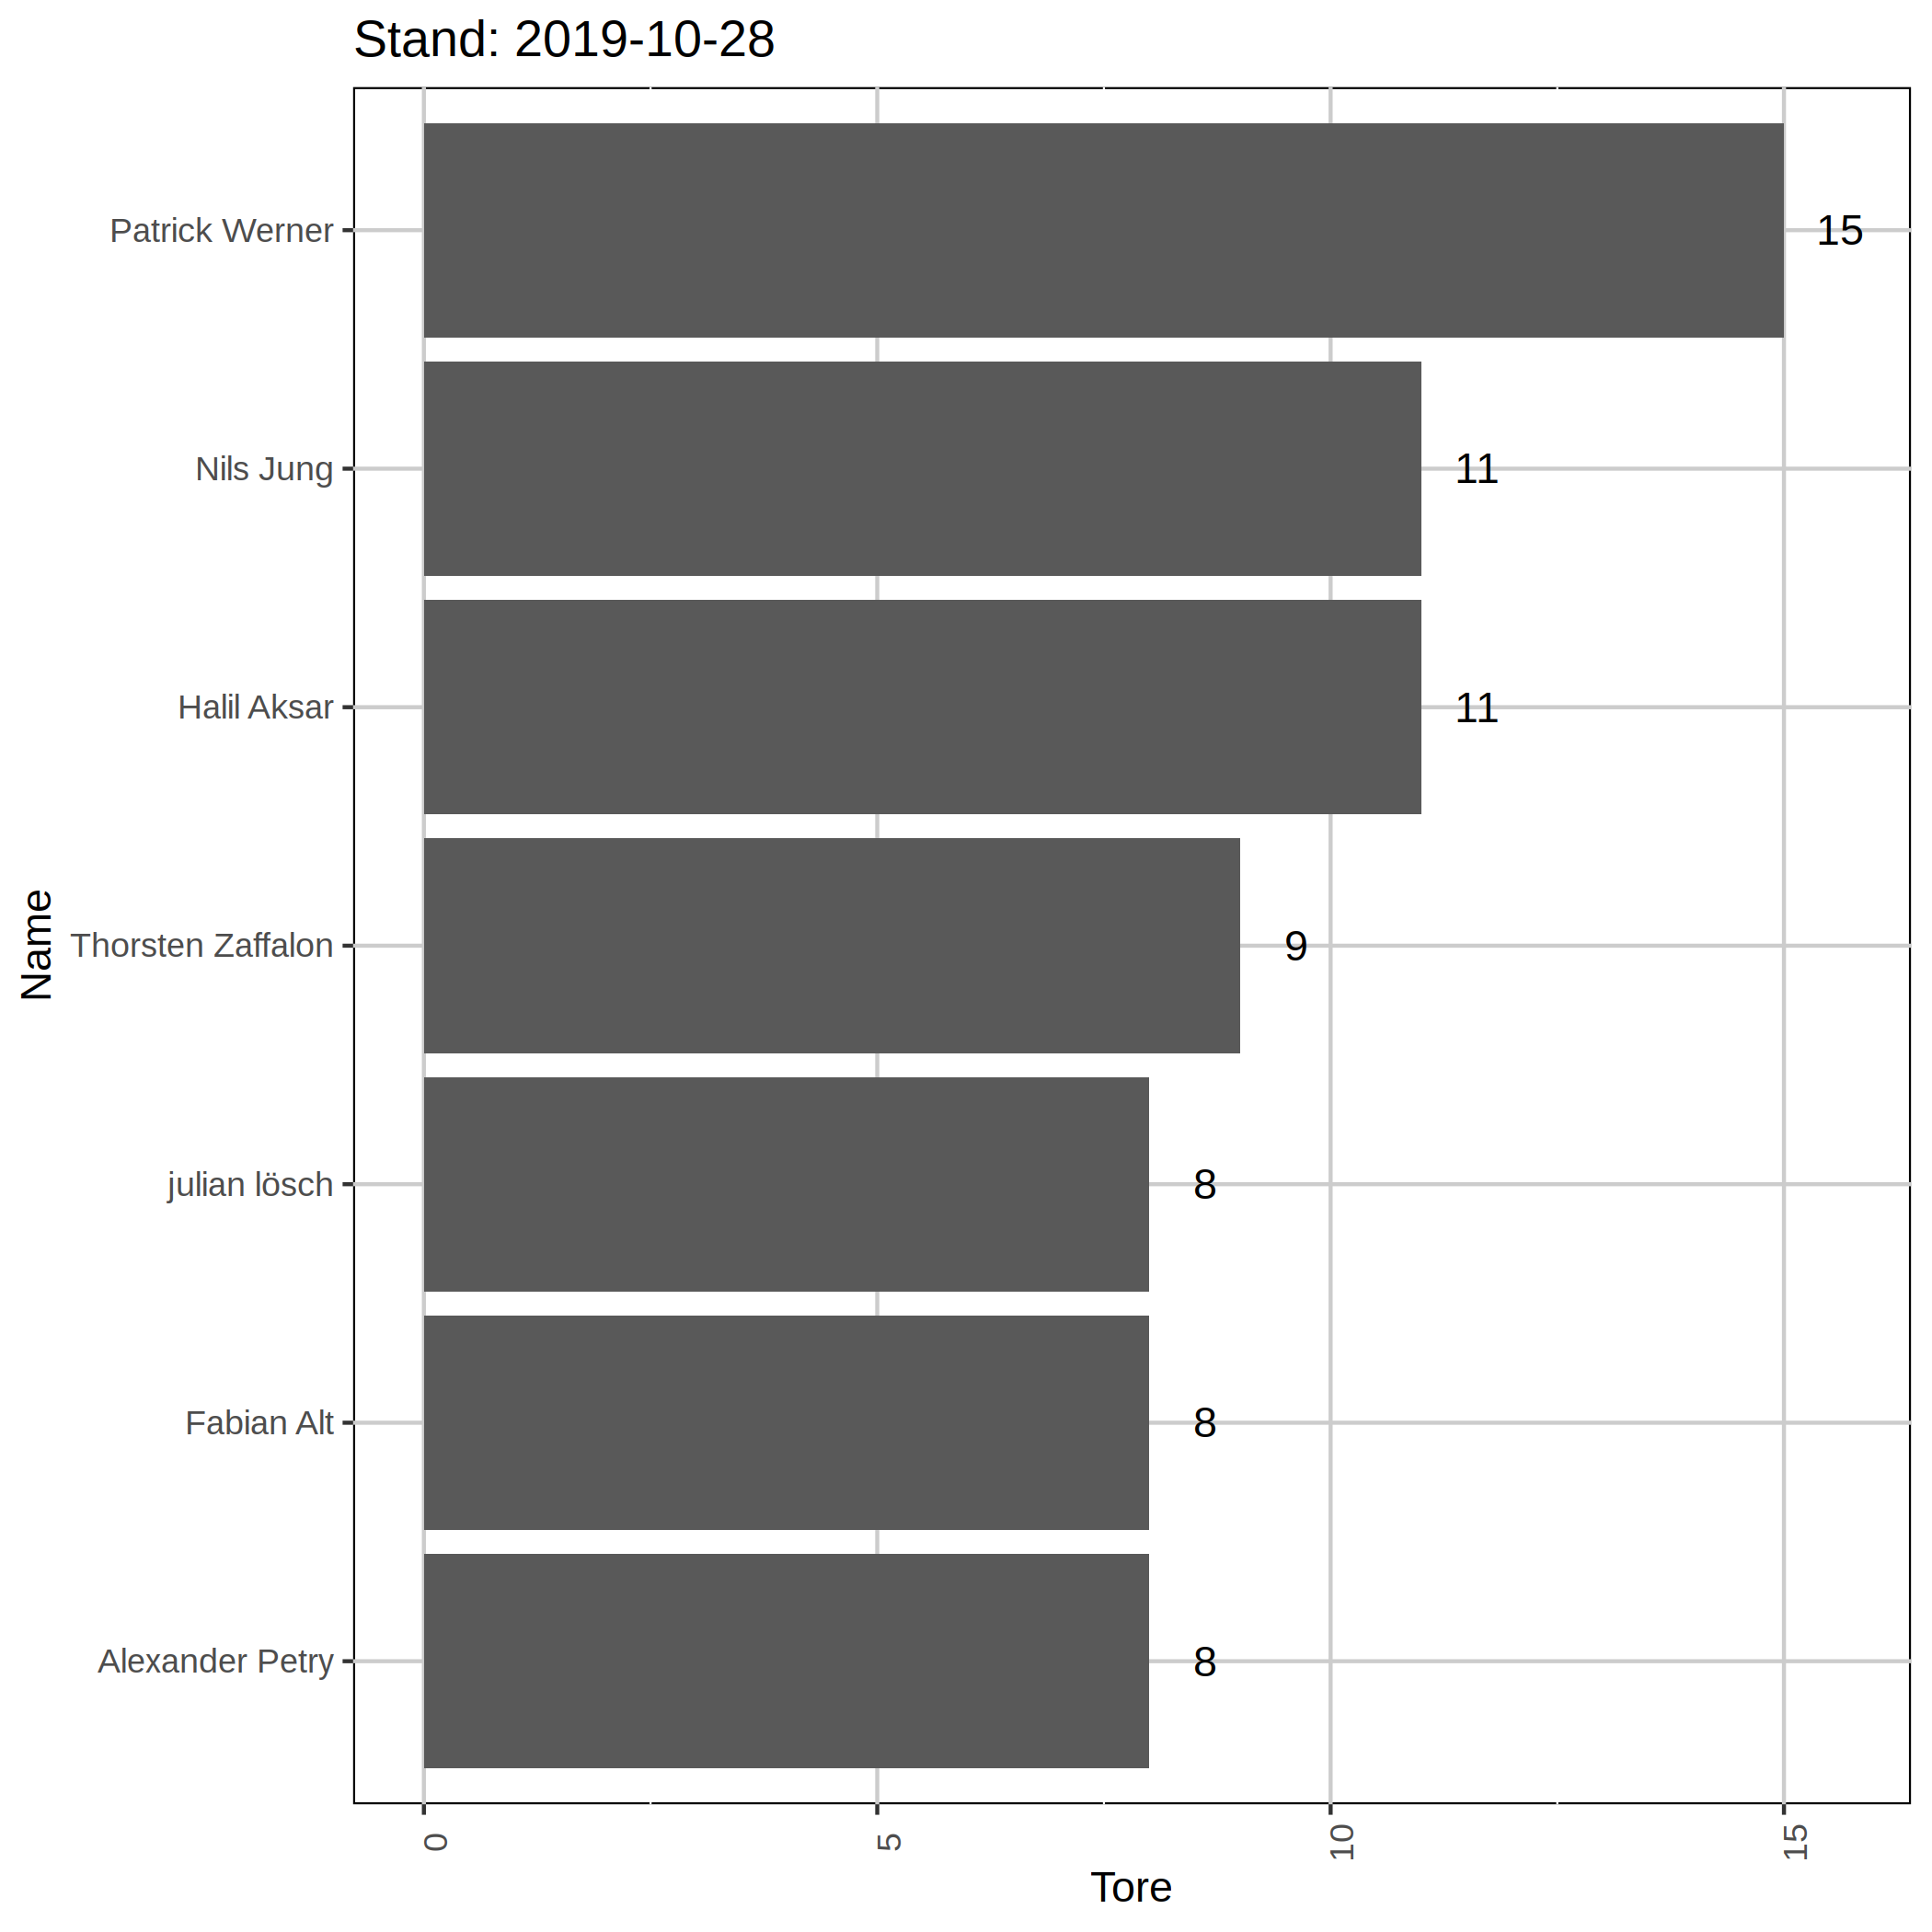 Stand: 2019-10-28
Patrick Werner
15
Nils Jung
11
Halil Aksar
11
Thorsten Zaffalon
9
julian lösch
8
Fabian Alt
8
Alexander Petry
8
Name
0
5
10
15
Tore